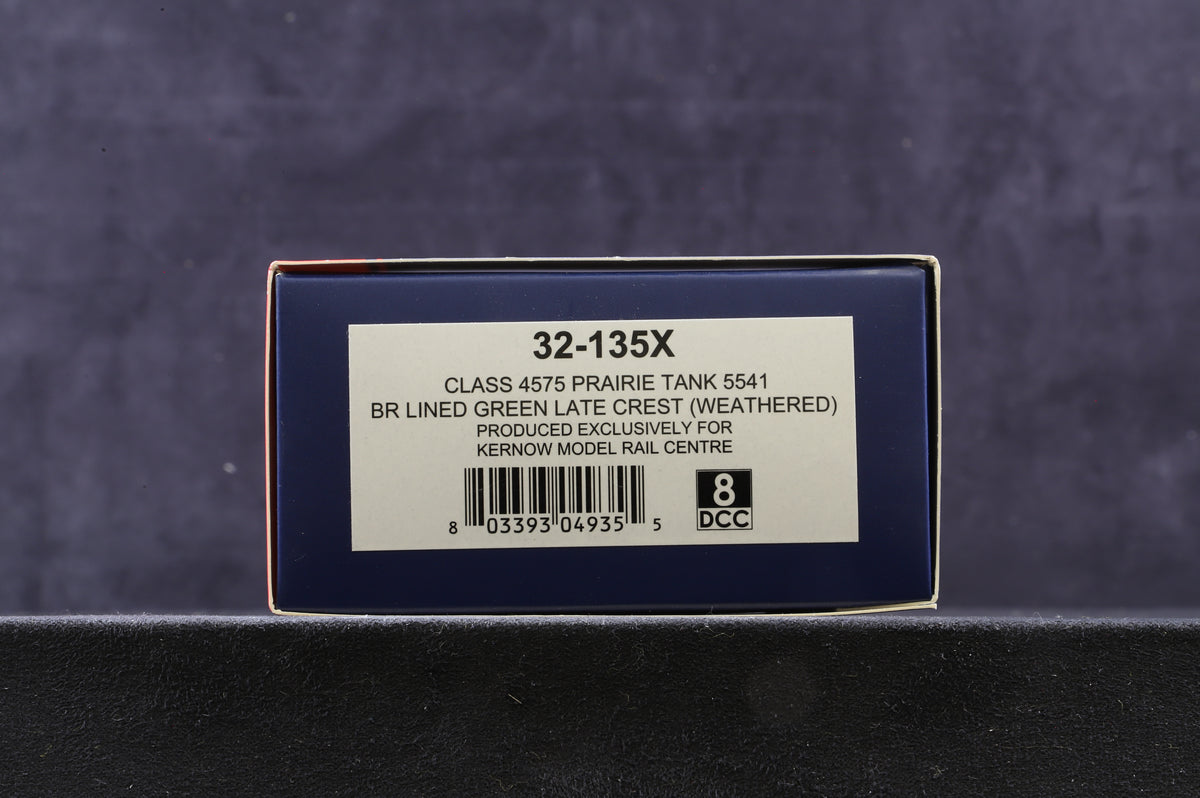 32-135X
CLASS 4575 PRAIRIE TANK 5541
BR LINED GREEN LATE CREST (WEATHERED)
PRODUCED EXCLUSIVELY FOR
KERNOW MODEL RAIL CENTRE
8 03393 04935 5
8
DCC